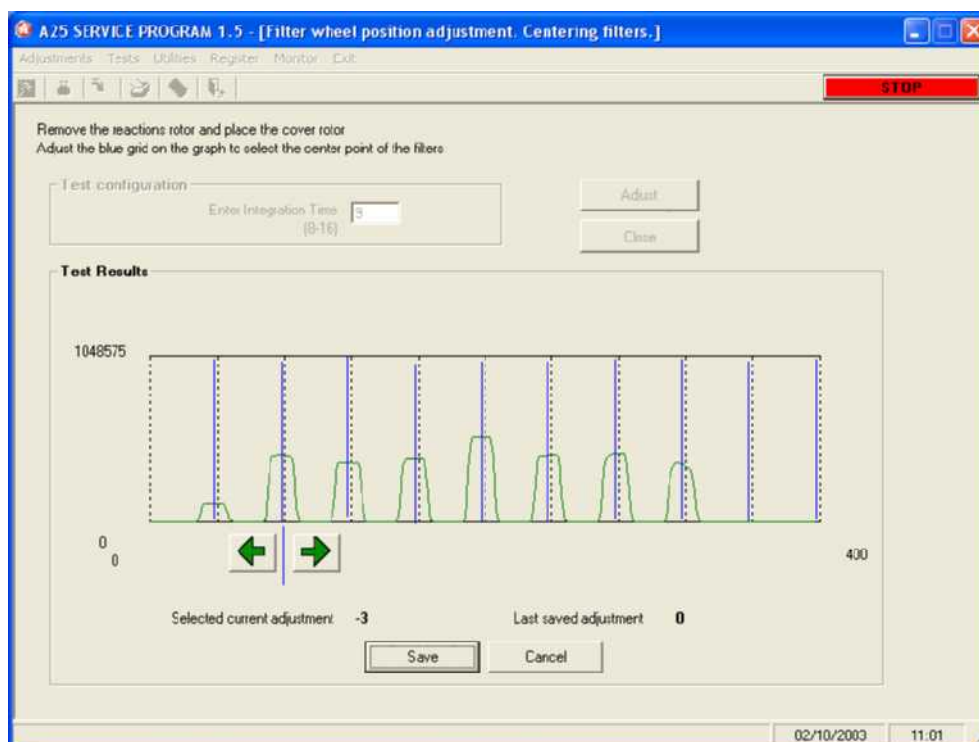 A25 SERVICE PROGRAM 1.5 - [Filter wheel position adjustment. Centering filters.]
Adjustments Tests Utilities Register Monitor Exit
STOP
Remove the reactions rotor and place the cover rotor
Adjust the blue grid on the graph to select the center point of the filters
Test configuration
Enter Integration Time 9
(8-16)
Adjust
Close
Test Results
1048575
0
0
400
Selected current adjustment -3
Last saved adjustment 0
Save Cancel
02/10/2003 11:01